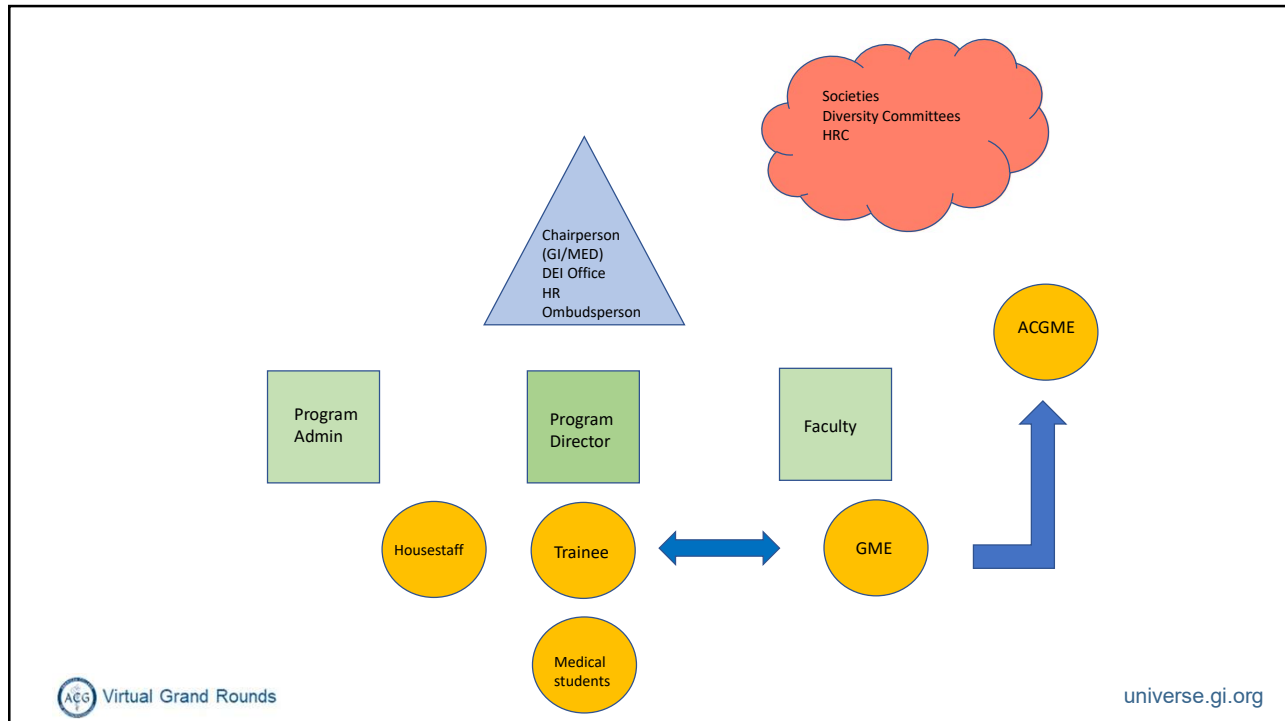 Societies
Diversity Committees
HRC
Chairperson
(GI/MED)
DEI Office
HR
Ombudsperson
ACGME
Program
Admin
Program
Director
Faculty
Housestaff
Trainee
GME
Medical
students
ACG Virtual Grand Rounds
universe.gi.org